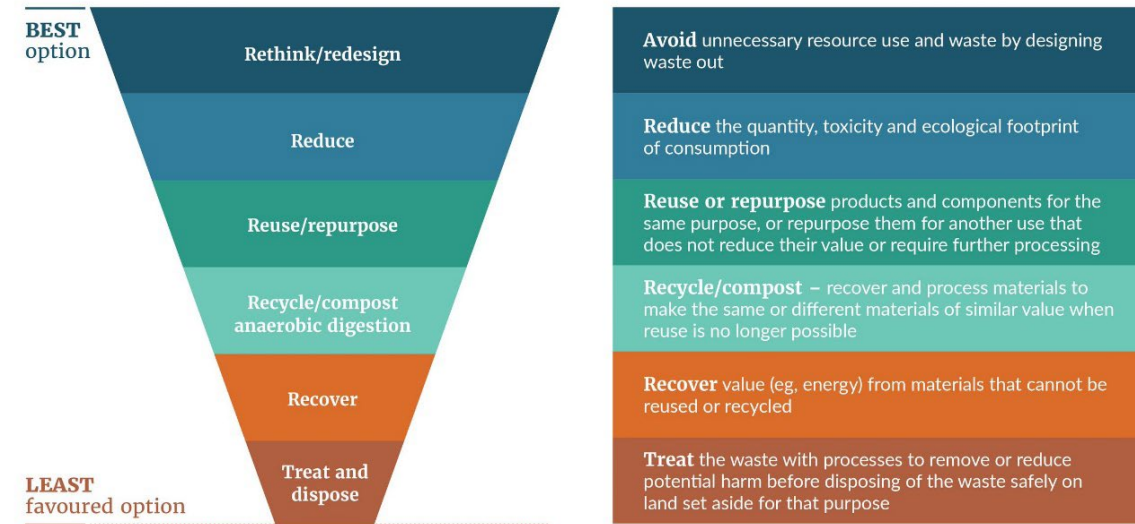 BEST
option
Rethink/redesign
Avoid unnecessary resource use and waste by designing
waste out
Reduce
Reduce the quantity, toxicity and ecological footprint
of consumption
Reuse/repurpose
Reuse or repurpose products and components for the
same purpose, or repurpose them for another use that
does not reduce their value or require further processing
Recycle/compost
anaerobic digestion
Recycle/compost – recover and process materials to
make the same or different materials of similar value when
reuse is no longer possible
Recover
Recover value (eg, energy) from materials that cannot be
reused or recycled
Treat and
dispose
Treat the waste with processes to remove or reduce
potential harm before disposing of the waste safely on
land set aside for that purpose
LEAST
favoured option